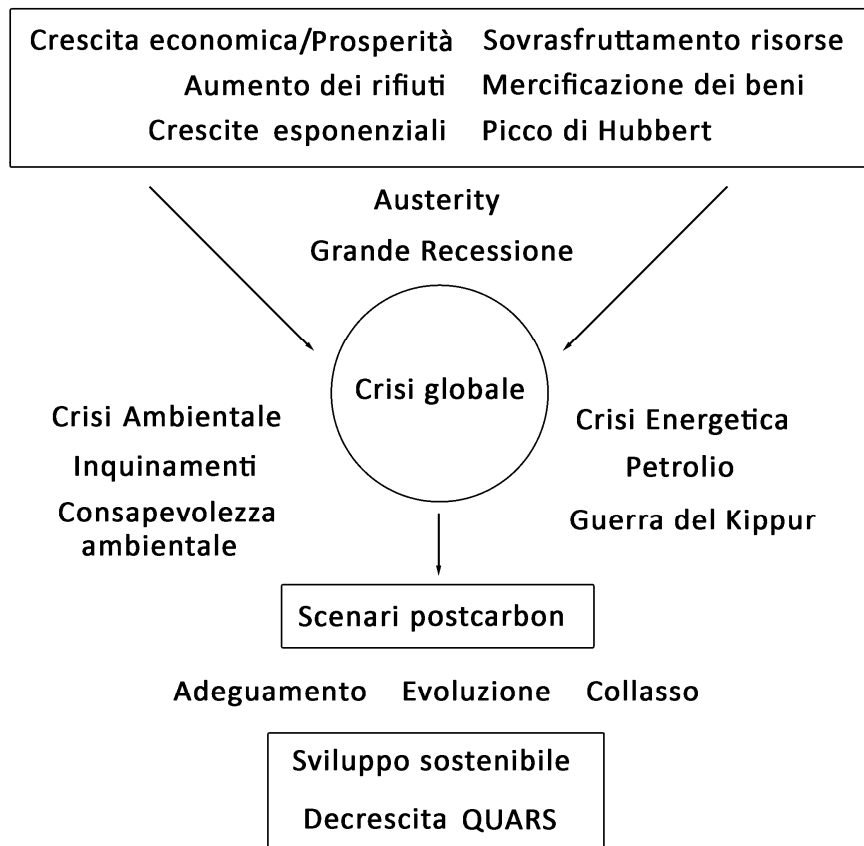 Crescita economica/Prosperità Sovrasfruttamento risorse
Aumento dei rifiuti Mercificazione dei beni
Crescite esponenziali Picco di Hubbert
Austerity
Grande Recessione
Crisi globale
Crisi Ambientale
Inquinamenti
Consapevolezza
ambientale
Crisi Energetica
Petrolio
Guerra del Kippur
Scenari postcarbon
Adeguamento Evoluzione Collasso
Sviluppo sostenibile
Decrescita QUARS